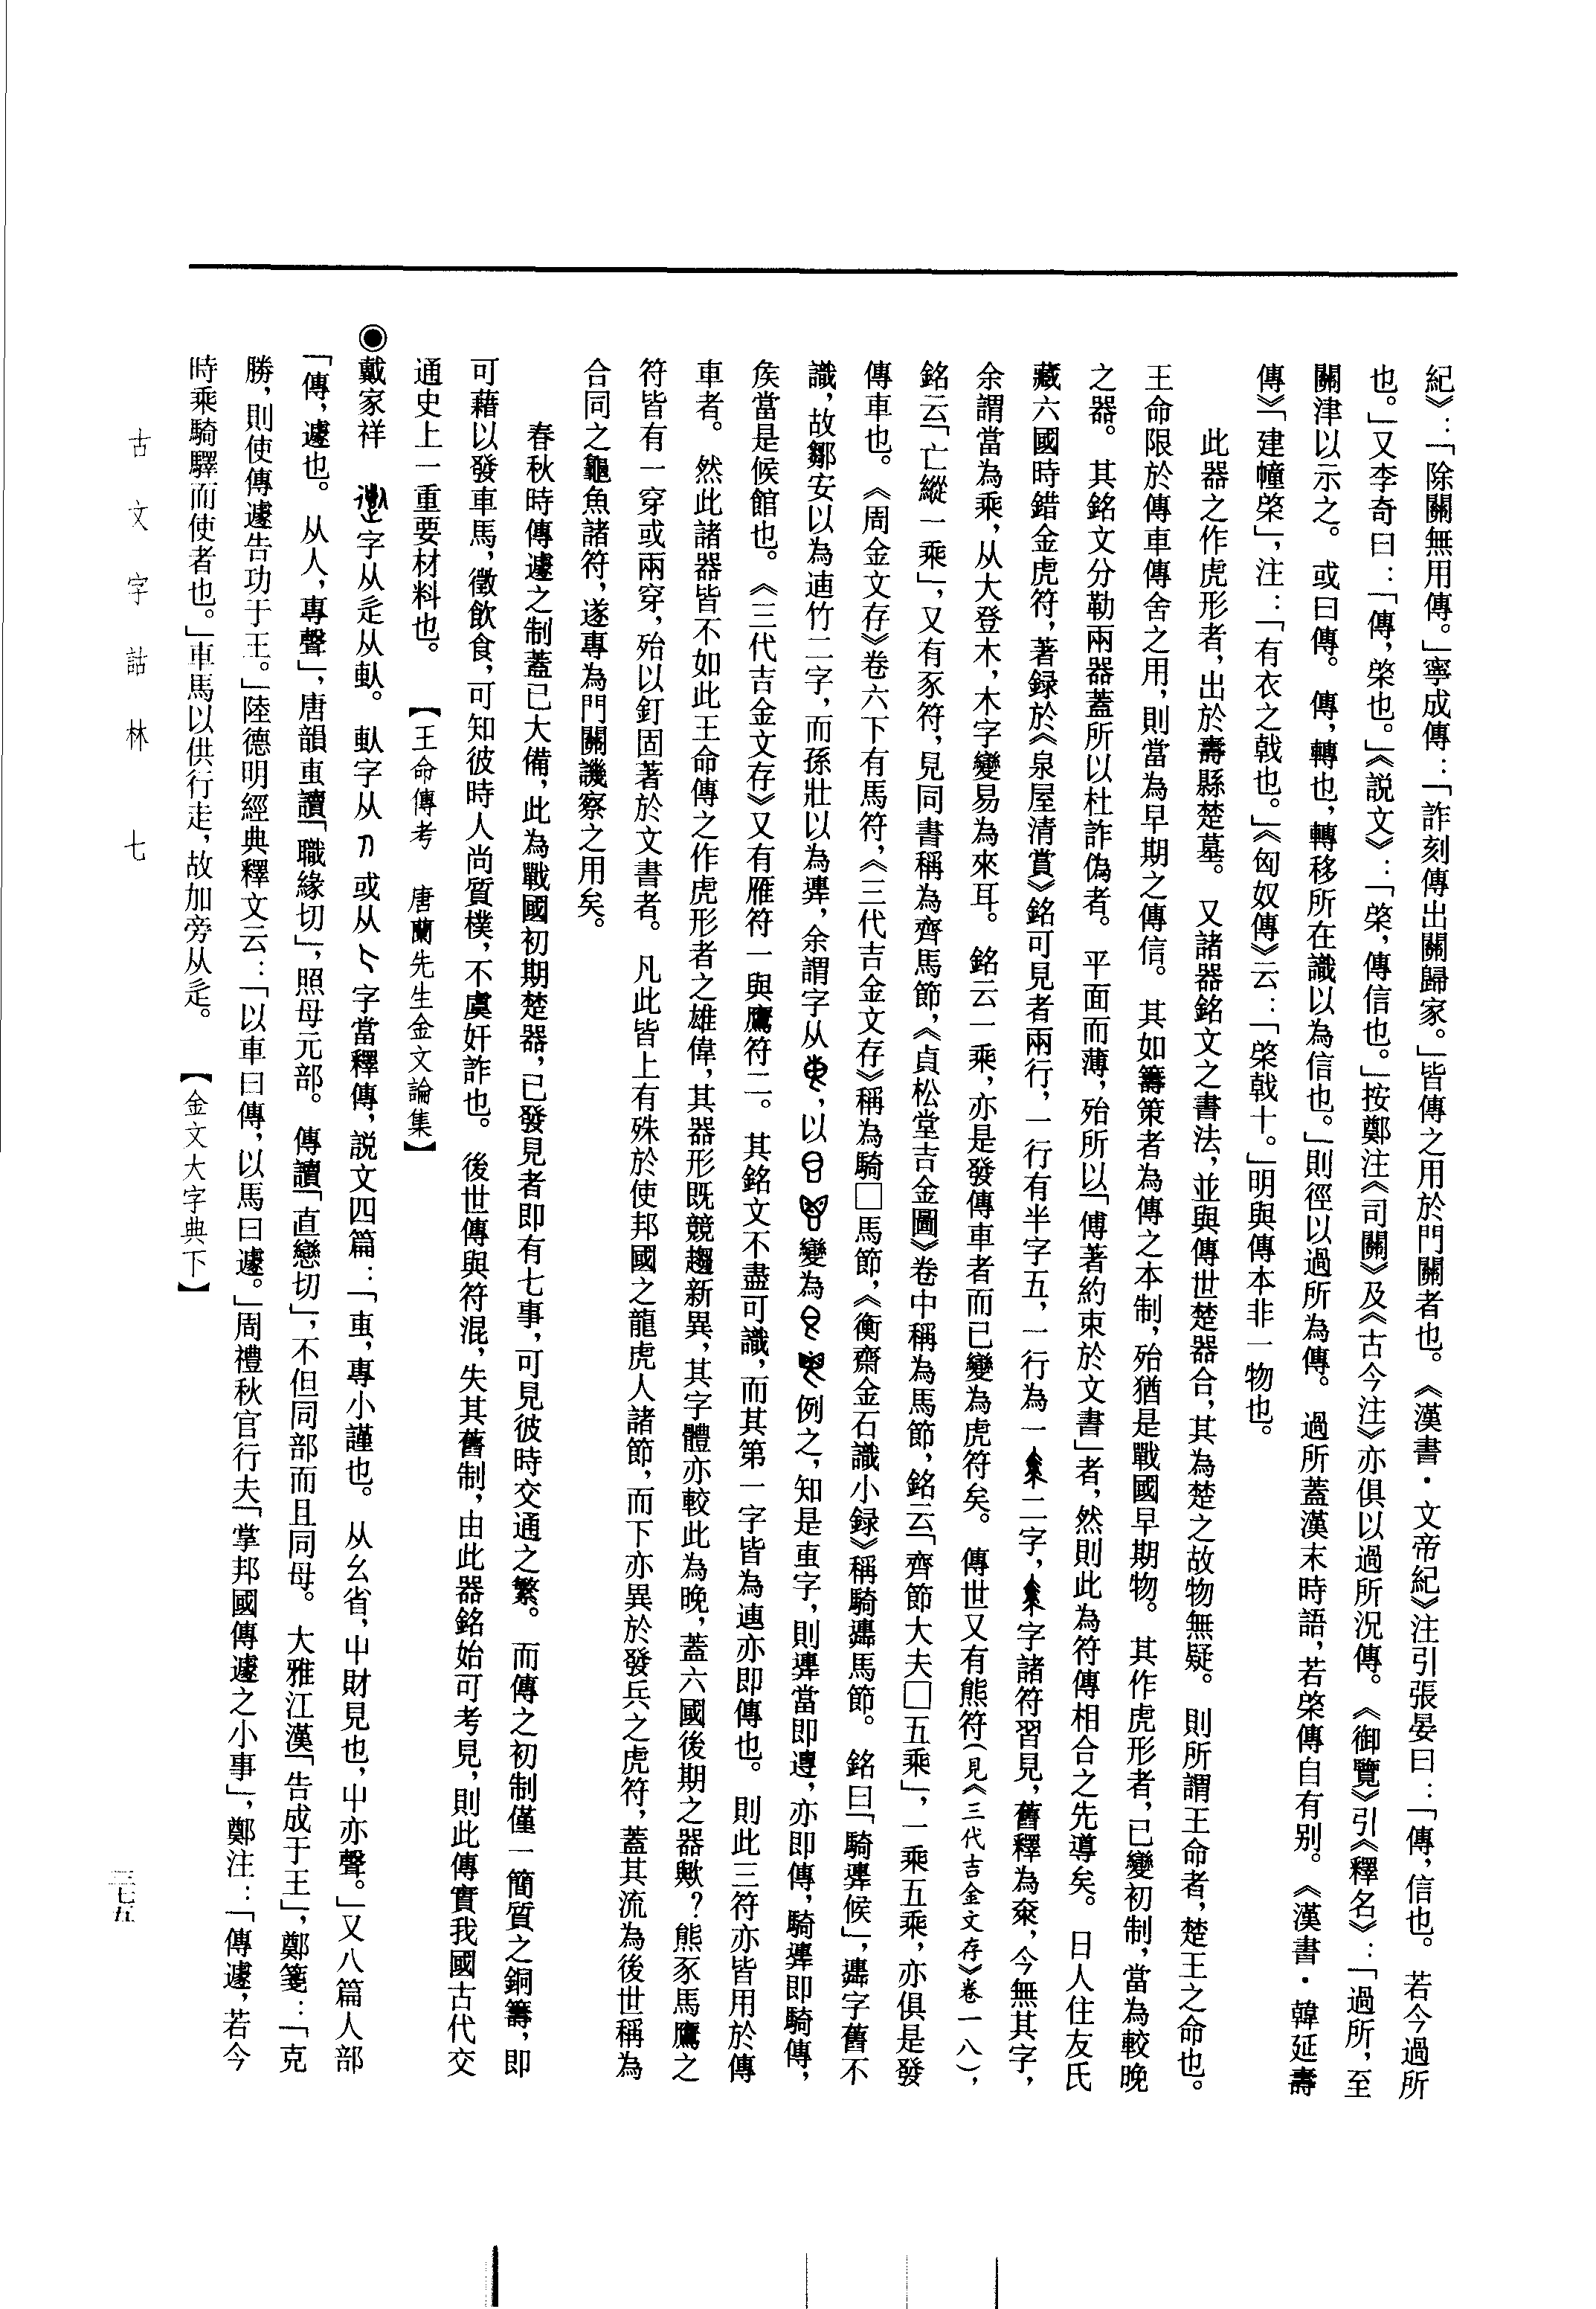 紀》：「除關無用傳。」寧成傳：「詐刻傳出關歸家。」皆傳之用於門關者也。《漢書·文帝紀》注引張晏曰：「傳，信也。若今過所
也。」又李奇曰：「傳，棨也。」《説文》：「棨，傳信也。」按鄭注《司關》及《古今注》亦俱以過所況傳。《御覽》引《釋名》：「過所，至
關津以示之。或曰傳。傳，轉也，轉移所在識以為信也。」則徑以過所為傳。過所蓋漢末時語，若棨傳自有别。《漢書·韓延壽
傳》「建幢棨」，注：「有衣之戟也。」《匈奴傳》云：「棨戟十。」明與傳本非一物也。
此器之作虎形者，出於壽縣楚墓。又諸器銘文之書法，並與傳世楚器合，其為楚之故物無疑。則所謂王命者，楚王之命也。
王命限於傳車傳舍之用，則當為早期之傳信。其如籌策者為傳之本制，殆猶是戰國早期物。其作虎形者，已變初制，當為較晚
之器。其銘文分勒兩器蓋所以杜詐偽者。平面而薄，殆所以「傅著約束於文書」者，然則此為符傳相合之先導矣。日人住友氏
藏六國時錯金虎符，著録於《泉屋清賞》銘可見者兩行，一行有半字五，一行為一二字，字諸符習見，舊釋為窠，今無其字，
余謂當為乘，从大登木，木字變易為來耳。銘云一乘，亦是發傳車者而已變為虎符矣。傳世又有熊符（見《三代吉金文存》卷一八），
銘云「亡縱一乘」，又有豕符，見同書稱為齊馬節，《貞松堂吉金圖》卷中稱為馬節，銘云「齊節大夫□五乘」，一乘五乘，亦俱是發
傳車也。《周金文存》卷六下有馬符，《三代吉金文存》稱為騎□馬節，《衡齋金石識小録》稱騎馬節。銘曰「騎候」，字舊不
識，故鄒安以為連竹二字，而孫壯以為，余謂字从，以變為例之，知是叀字，則當即遱，亦即傳，騎即騎傳，
矦當是候館也。《三代吉金文存》又有雁符一與鷹符二。其銘文不盡可識，而其第一字皆為連亦即傳也。則此三符亦皆用於傳
車者。然此諸器皆不如此王命傳之作虎形者之雄偉，其器形既競趨新異，其字體亦較此為晚，蓋六國後期之器歟？熊豕馬鷹之
符皆有一穿或兩穿，殆以釘固著於文書者。凡此皆上有殊於使邦國之龍虎人諸節，而下亦異於發兵之虎符，蓋其流為後世稱為
合同之龜魚諸符，遂專為門關譏察之用矣。
春秋時傳遽之制蓋已大備，此為戰國初期楚器，已發見者即有七事，可見彼時交通之繁。而傳之初制僅一簡質之銅籌，即
可藉以發車馬，徵飲食，可知彼時人尚質樸，不虞奸詐也。後世傳與符混，失其舊制，由此器銘始可考見，則此傳實我國古代交
通史上一重要材料也。【王命傳考　唐蘭先生金文論集】
◉戴家祥　字从辵从㪔。字从刀或从字當釋傳，説文四篇：「叀，專小謹也。从幺省，屮財見也，屮亦聲。」又八篇人部
「傳，遽也。从人，專聲」，唐韻叀讀「職緣切」，照母元部。傳讀「直戀切」，不但同部而且同母。大雅江漢「告成于王」，鄭箋：「克
勝，則使傳遽告功于王。」陸德明經典釋文云：「以車曰傳，以馬曰遽。」周禮秋官行夫「掌邦國傳遽之小事」，鄭注：「傳遽，若今
時乘騎驛而使者也。」車馬以供行走，故加旁从辵。【金文大字典下】
古文字詁林　七
三七五